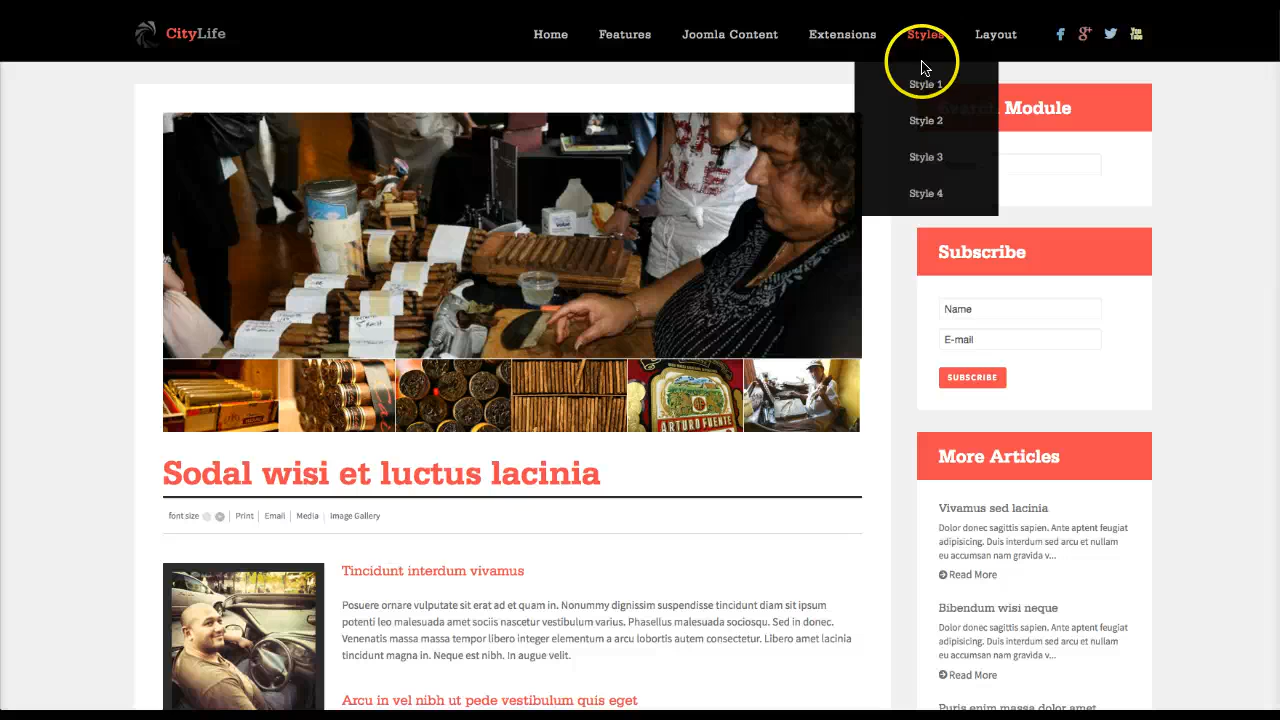 CityLife
Home Features Joomla Content Extensions Styles Layout
Style 1
Style 2
Style 3
Style 4
Module
ARTURO FUENTE
Subscribe
Name
E-mail
SUBSCRIBE
Sodal wisi et luctus lacinia
font size Print Email Media Image Gallery
Tincidunt interdum vivamus
Posuere ornare vulputate sit erat ad et quam in. Nonummy dignissim suspendisse tincidunt diam sit ipsum
potenti leo malesuada amet sociis nascetur vestibulum varius. Phasellus malesuada sociosqu. Sed in donec.
Venenatis massa massa tempor libero integer elementum a arcu lobortis autem consectetur. Libero amet lacinia
tincidunt magna in. Neque est nibh. In augue velit.
Arcu in vel nibh ut pede vestibulum quis eget
More Articles
Vivamus sed lacinia
Dolor donec sagittis sapien. Ante aptent feugiat
adipisicing. Duis interdum sed arcu et nullam
eu accumsan nam gravida v...
Read More
Bibendum wisi neque
Dolor donec sagittis sapien. Ante aptent feugiat
adipisicing. Duis interdum sed arcu et nullam
eu accumsan nam gravida v...
Read More
Puris enim massa dolor amet